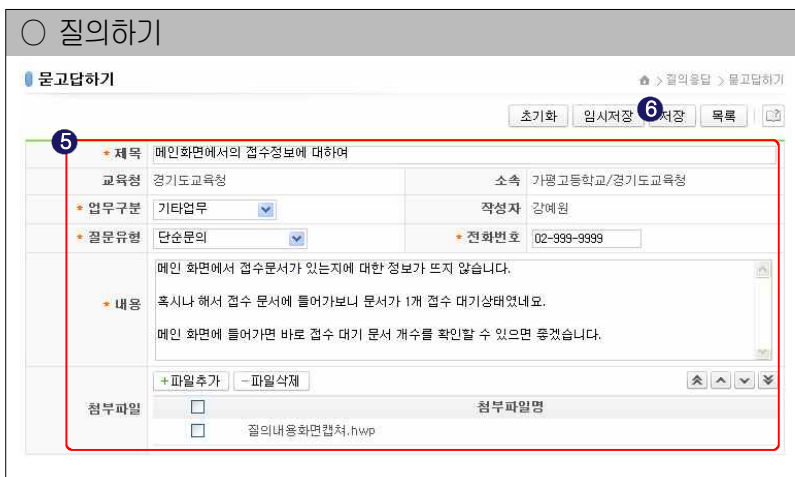 ○ 질의하기
묻고답하기
> 질의응답 > 묻고답하기
초기화 임시저장 6 저장 목록
5
* 제목 메인화면에서의 접수정보에 대하여
교육청 경기도교육청 소속 가평고등학교/경기도교육청
* 업무구분 기타업무 작성자 강예원
* 질문유형 단순문의 * 전화번호 02-999-9999
메인 화면에서 접수문서가 있는지에 대한 정보가 뜨지 않습니다.
* 내용 혹시나 해서 접수 문서에 들어가보니 문서가 1개 접수 대기상태였네요.
메인 화면에 들어가면 바로 접수 대기 문서 개수를 확인할 수 있으면 좋겠습니다.
+파일추가 -파일삭제
첨부파일 첨부파일명
질의내용화면캡쳐.hwp